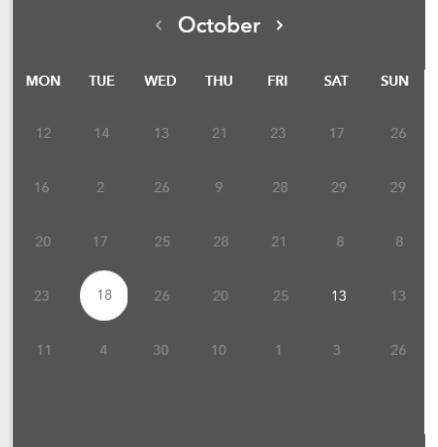 ‹ October ›
MON TUE WED THU FRI SAT SUN
12 14 13 21 23 17 26
16 2 26 9 28 29 29
20 17 25 28 21 8 8
23 18 26 20 25 13 13
11 4 30 10 1 3 26